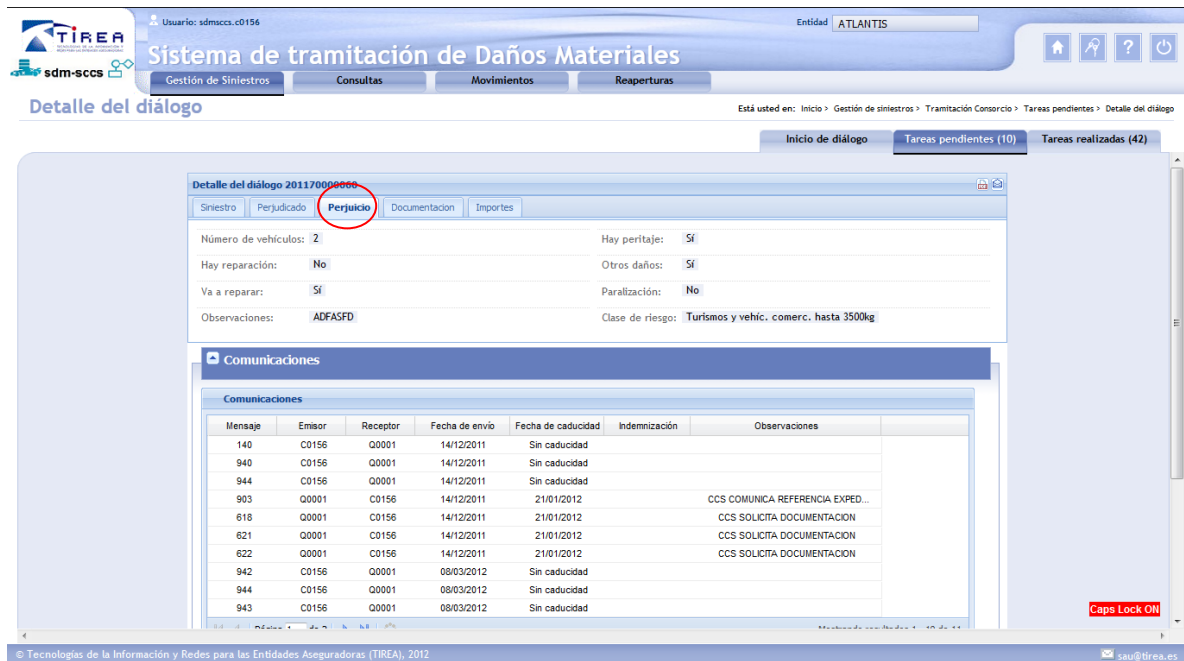 Usuario: sdmsccs.c0156
Entidad ATLANTIS
TIREA
Sistema de tramitación de Daños Materiales
sdm-sccs
Gestión de Siniestros Consultas Movimientos Reaperturas
Detalle del diálogo
Está usted en: Inicio > Gestión de siniestros > Tramitación Consorcio > Tareas pendientes > Detalle del diálogo
Inicio de diálogo Tareas pendientes (10) Tareas realizadas (42)
Detalle del diálogo
Siniestro Perjudicado Perjuicio Documentacion Importes
Número de vehículos: 2 Hay peritaje: Sí
Hay reparación: No Otros daños: Sí
Va a reparar: Sí Paralización: No
Observaciones: ADFASFD Clase de riesgo: Turismos y vehíc. comerc. hasta 3500kg
Comunicaciones
Comunicaciones
Mensaje Emisor Receptor Fecha de envío Fecha de caducidad Indemnización Observaciones
140 C0156 Q0001 14/12/2011 Sin caducidad
940 C0156 Q0001 14/12/2011 Sin caducidad
944 C0156 Q0001 14/12/2011 Sin caducidad
903 Q0001 C0156 14/12/2011 21/01/2012 CCS COMUNICA REFERENCIA EXPED...
618 Q0001 C0156 14/12/2011 21/01/2012 CCS SOLICITA DOCUMENTACION
621 Q0001 C0156 14/12/2011 21/01/2012 CCS SOLICITA DOCUMENTACION
622 Q0001 C0156 14/12/2011 21/01/2012 CCS SOLICITA DOCUMENTACION
942 C0156 Q0001 08/03/2012 Sin caducidad
944 C0156 Q0001 08/03/2012 Sin caducidad
943 C0156 Q0001 08/03/2012 Sin caducidad
Caps Lock ON
© Tecnologías de la Información y Redes para las Entidades Aseguradoras (TIREA), 2012 sau@tirea.es